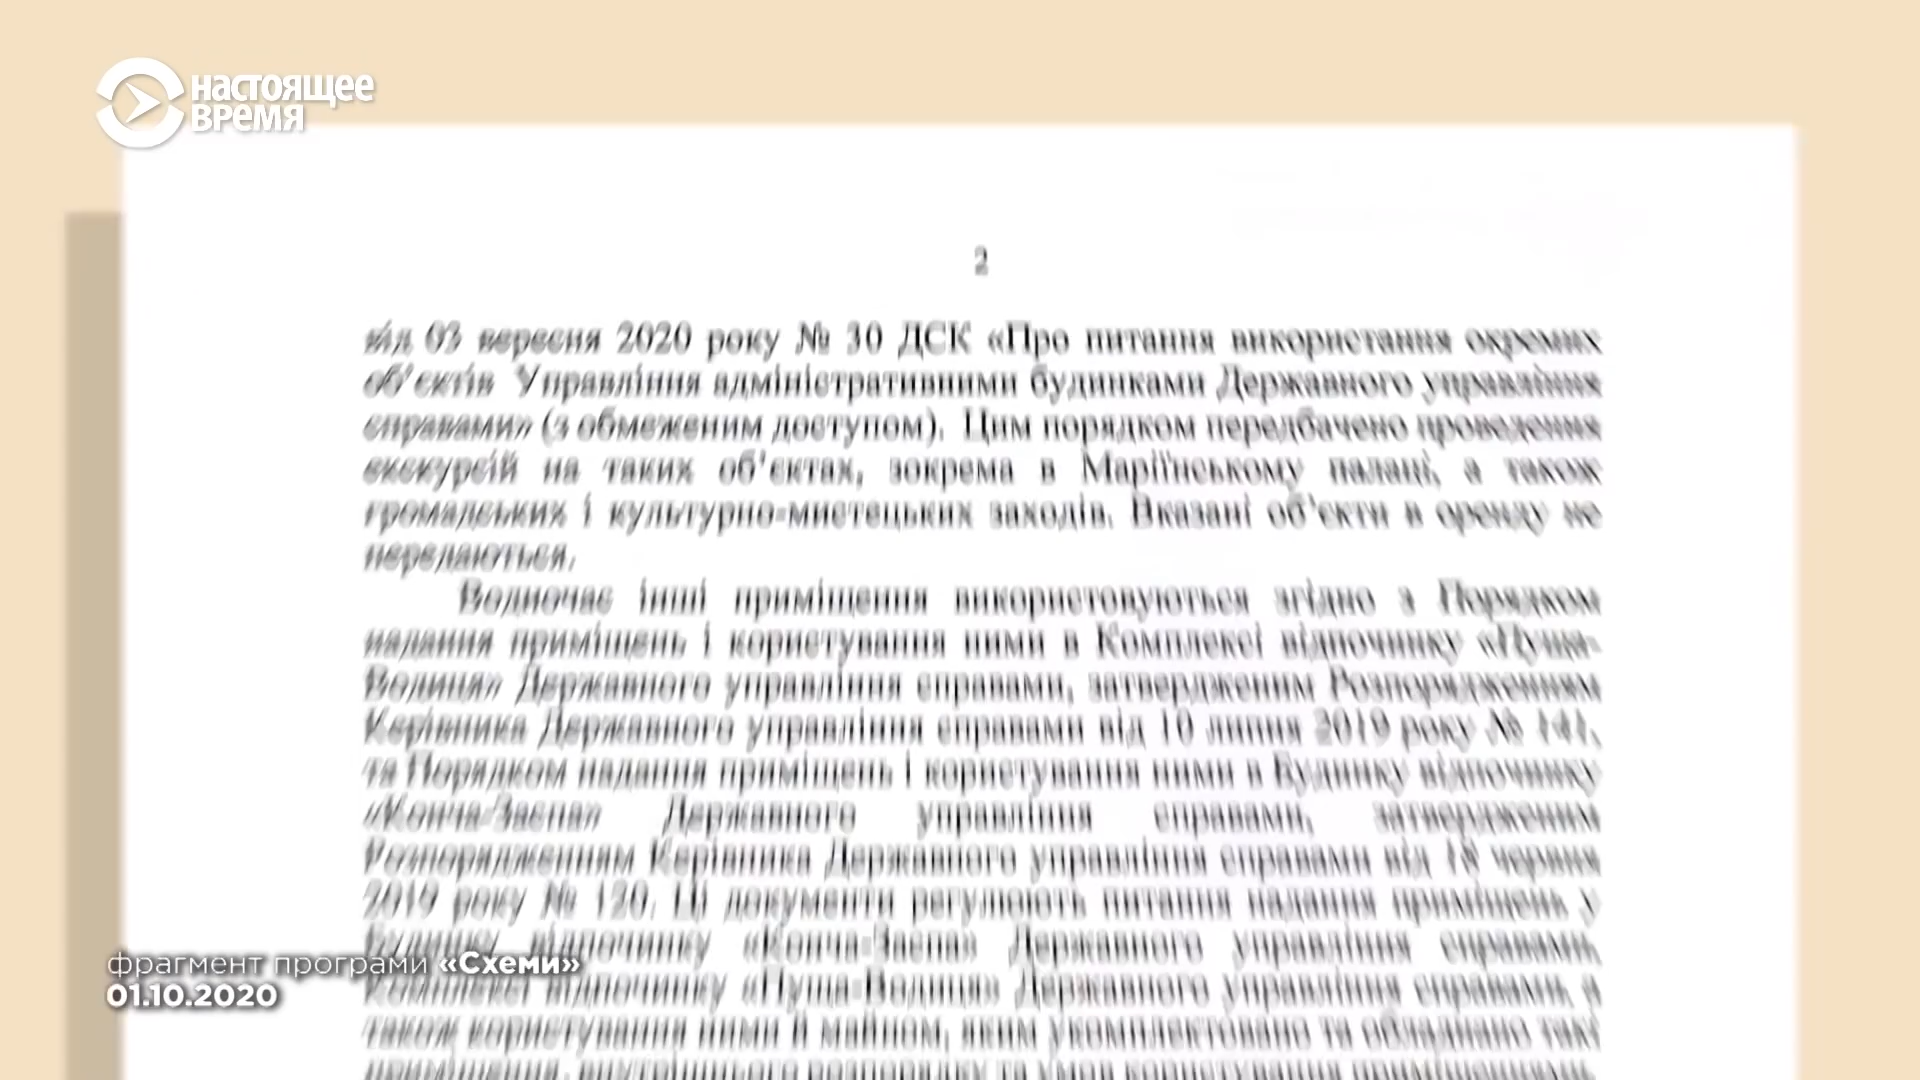 настоящее
время
2
від 03 вересня 2020 року № 30 ДСК «Про питання використання окремих
об’єктів Управління адміністративними будинками Державного управління
справами» (з обмеженим доступом). Цим порядком передбачено проведення
екскурсій на таких об’єктах, зокрема в Маріїнському палаці, а також
громадських і культурно-мистецьких заходів. Вказані об’єкти в оренду не
передаються.
Водночас інші приміщення використовуються згідно з Порядком
надання приміщень і користування ними в Комплексі відпочинку «Пуща-
Водиця» Державного управління справами, затвердженим Розпорядженням
Керівника Державного управління справами від 10 липня 2019 року № 141,
та Порядком надання приміщень і користування ними в Будинку відпочинку
«Конча-Заспа» Державного управління справами, затвердженим
Розпорядженням Керівника Державного управління справами від 18 червня
2019 року № 120. Ці документи регулюють питання надання приміщень у
Будинку відпочинку «Конча-Заспа» Державного управління справами,
Комплексі відпочинку «Пуща-Водиця» Державного управління справами, а
також користування ними й майном, яким укомплектовано та обладнано такі
приміщення, внутрішнього розпорядку та умов користування приміщеннями.
фрагмент програми «Схеми»
01.10.2020